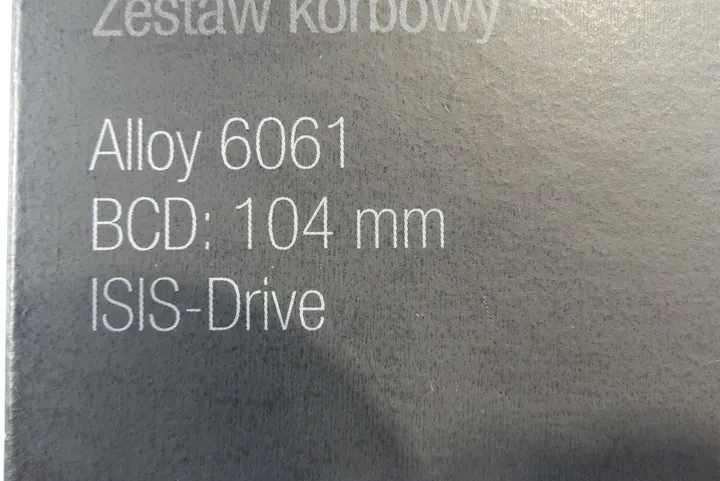 Zestaw korbowy
Alloy 6061
BCD: 104 mm
ISIS-Drive